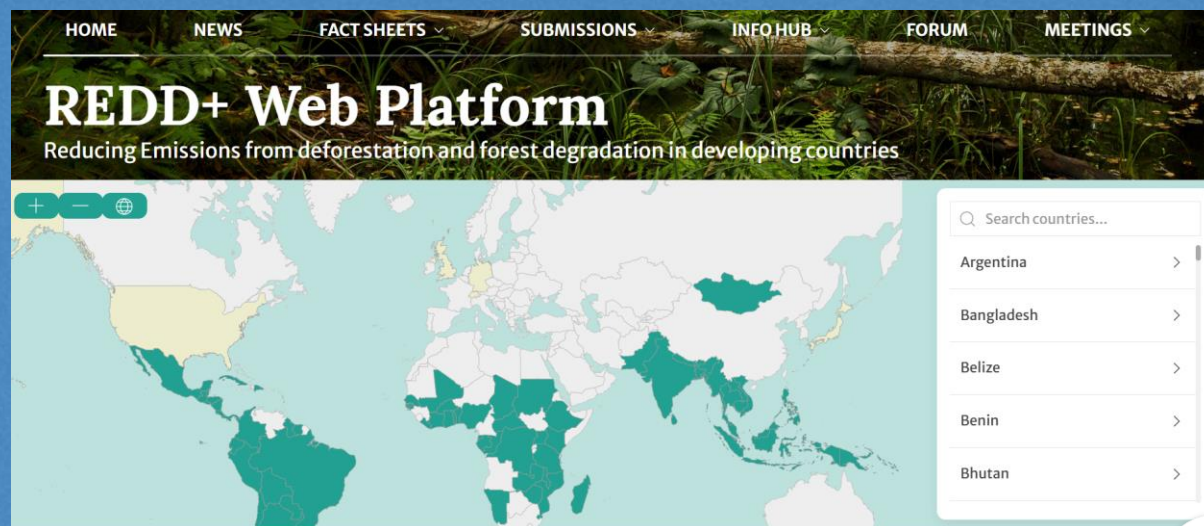 HOME NEWS FACT SHEETS SUBMISSIONS INFO HUB FORUM MEETINGS
REDD+ Web Platform
Reducing Emissions from deforestation and forest degradation in developing countries
Search countries...
Argentina
Bangladesh
Belize
Benin
Bhutan